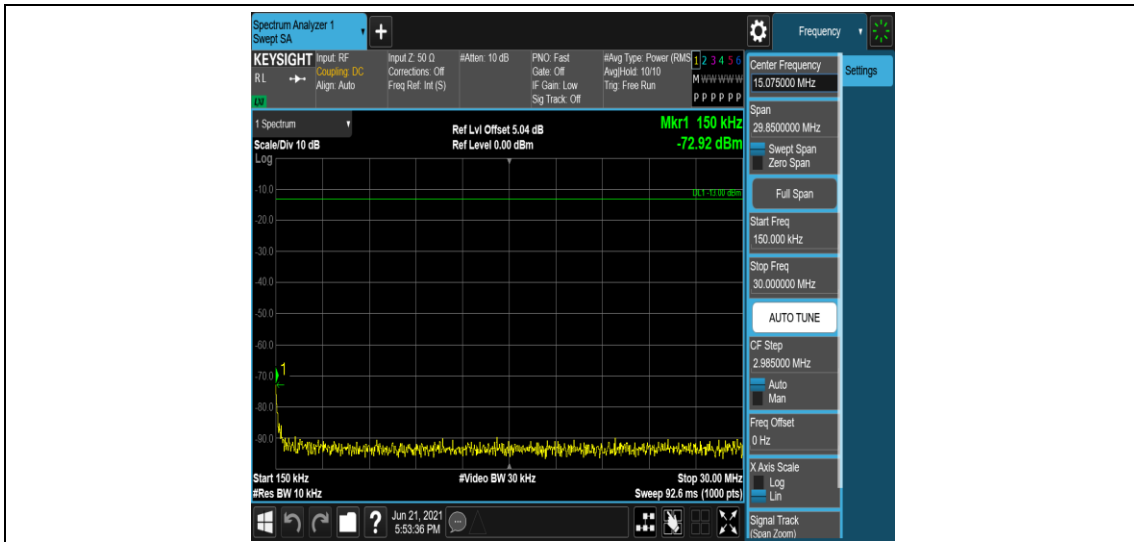 Spectrum Analyzer 1
Swept SA
+
Frequency
KEYSIGHT
RL
LXI
Input: RF
Coupling: DC
Align: Auto
Input Z: 50 Ω
Corrections: Off
Freq Ref: Int (S)
#Atten: 10 dB
PNO: Fast
Gate: Off
IF Gain: Low
Sig Track: Off
#Avg Type: Power (RMS
Avg|Hold: 10/10
Trig: Free Run
1 2 3 4 5 6
M W W W W W
P P P P P P
1 Spectrum
Scale/Div 10 dB
Ref Lvl Offset 5.04 dB
Ref Level 0.00 dBm
Mkr1 150 kHz
-72.92 dBm
Log
DL1 -13.00 dBm
-10.0
-20.0
-30.0
-40.0
-50.0
-60.0
-70.0
1
-80.0
-90.0
Start 150 kHz
#Res BW 10 kHz
#Video BW 30 kHz
Stop 30.00 MHz
Sweep 92.6 ms (1000 pts)
?
Jun 21, 2021
5:53:36 PM
Center Frequency
15.075000 MHz
Settings
Span
29.8500000 MHz
Swept Span
Zero Span
Full Span
Start Freq
150.000 kHz
Stop Freq
30.000000 MHz
AUTO TUNE
CF Step
2.985000 MHz
Auto
Man
Freq Offset
0 Hz
X Axis Scale
Log
Lin
Signal Track
(Span Zoom)